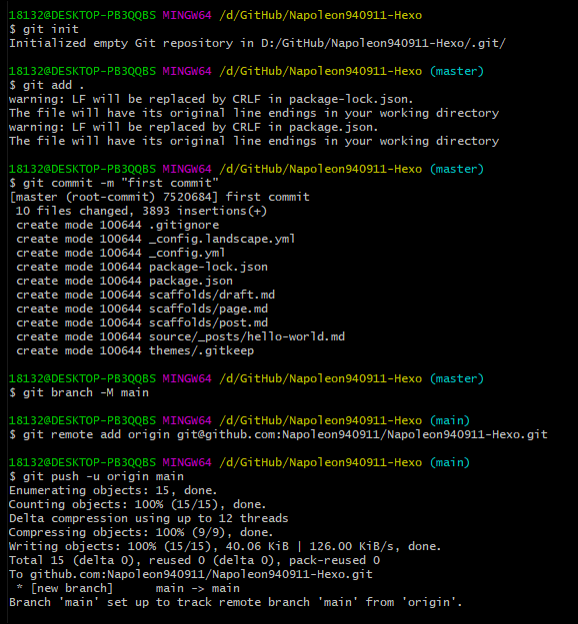 18132@DESKTOP-PB3QQBS MINGW64 /d/GitHub/Napoleon940911-Hexo
$ git init
Initialized empty Git repository in D:/GitHub/Napoleon940911-Hexo/.git/
18132@DESKTOP-PB3QQBS MINGW64 /d/GitHub/Napoleon940911-Hexo (master)
$ git add .
warning: LF will be replaced by CRLF in package-lock.json.
The file will have its original line endings in your working directory
warning: LF will be replaced by CRLF in package.json.
The file will have its original line endings in your working directory
18132@DESKTOP-PB3QQBS MINGW64 /d/GitHub/Napoleon940911-Hexo (master)
$ git commit -m "first commit"
[master (root-commit) 7520684] first commit
 10 files changed, 3893 insertions(+)
 create mode 100644 .gitignore
 create mode 100644 _config.landscape.yml
 create mode 100644 _config.yml
 create mode 100644 package-lock.json
 create mode 100644 package.json
 create mode 100644 scaffolds/draft.md
 create mode 100644 scaffolds/page.md
 create mode 100644 scaffolds/post.md
 create mode 100644 source/_posts/hello-world.md
 create mode 100644 themes/.gitkeep
18132@DESKTOP-PB3QQBS MINGW64 /d/GitHub/Napoleon940911-Hexo (master)
$ git branch -M main
18132@DESKTOP-PB3QQBS MINGW64 /d/GitHub/Napoleon940911-Hexo (main)
$ git remote add origin git@github.com:Napoleon940911/Napoleon940911-Hexo.git
18132@DESKTOP-PB3QQBS MINGW64 /d/GitHub/Napoleon940911-Hexo (main)
$ git push -u origin main
Enumerating objects: 15, done.
Counting objects: 100% (15/15), done.
Delta compression using up to 12 threads
Compressing objects: 100% (9/9), done.
Writing objects: 100% (15/15), 40.06 KiB | 126.00 KiB/s, done.
Total 15 (delta 0), reused 0 (delta 0), pack-reused 0
To github.com:Napoleon940911/Napoleon940911-Hexo.git
 * [new branch]      main -> main
Branch 'main' set up to track remote branch 'main' from 'origin'.